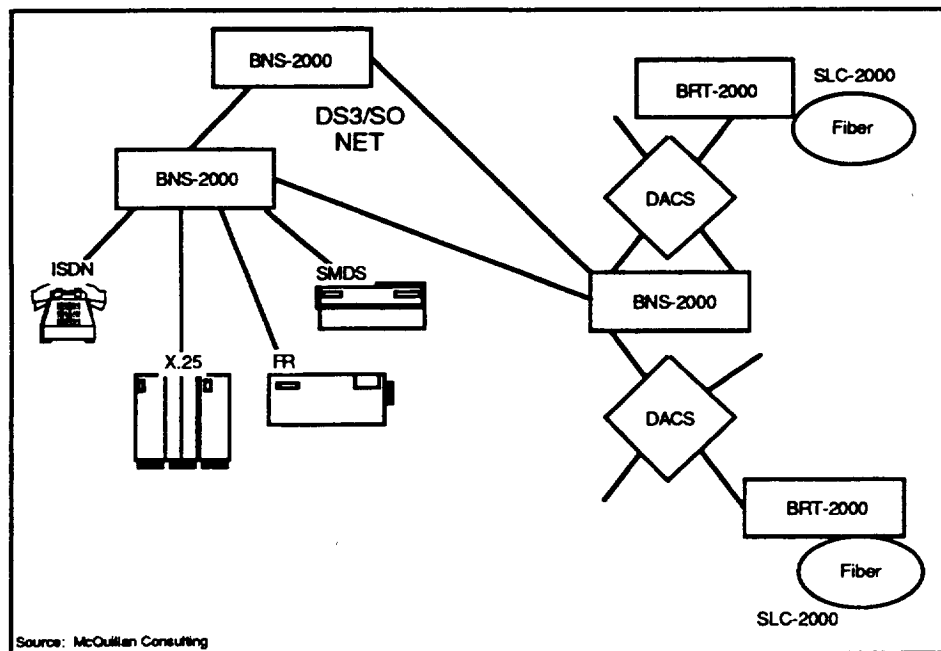 BNS-2000
SLC-2000
BRT-2000
Fiber
DS3/SO
NET
BNS-2000
DACS
ISDN
SMDS
BNS-2000
X.25
FR
DACS
BRT-2000
Fiber
SLC-2000
Source: McQuillan Consulting